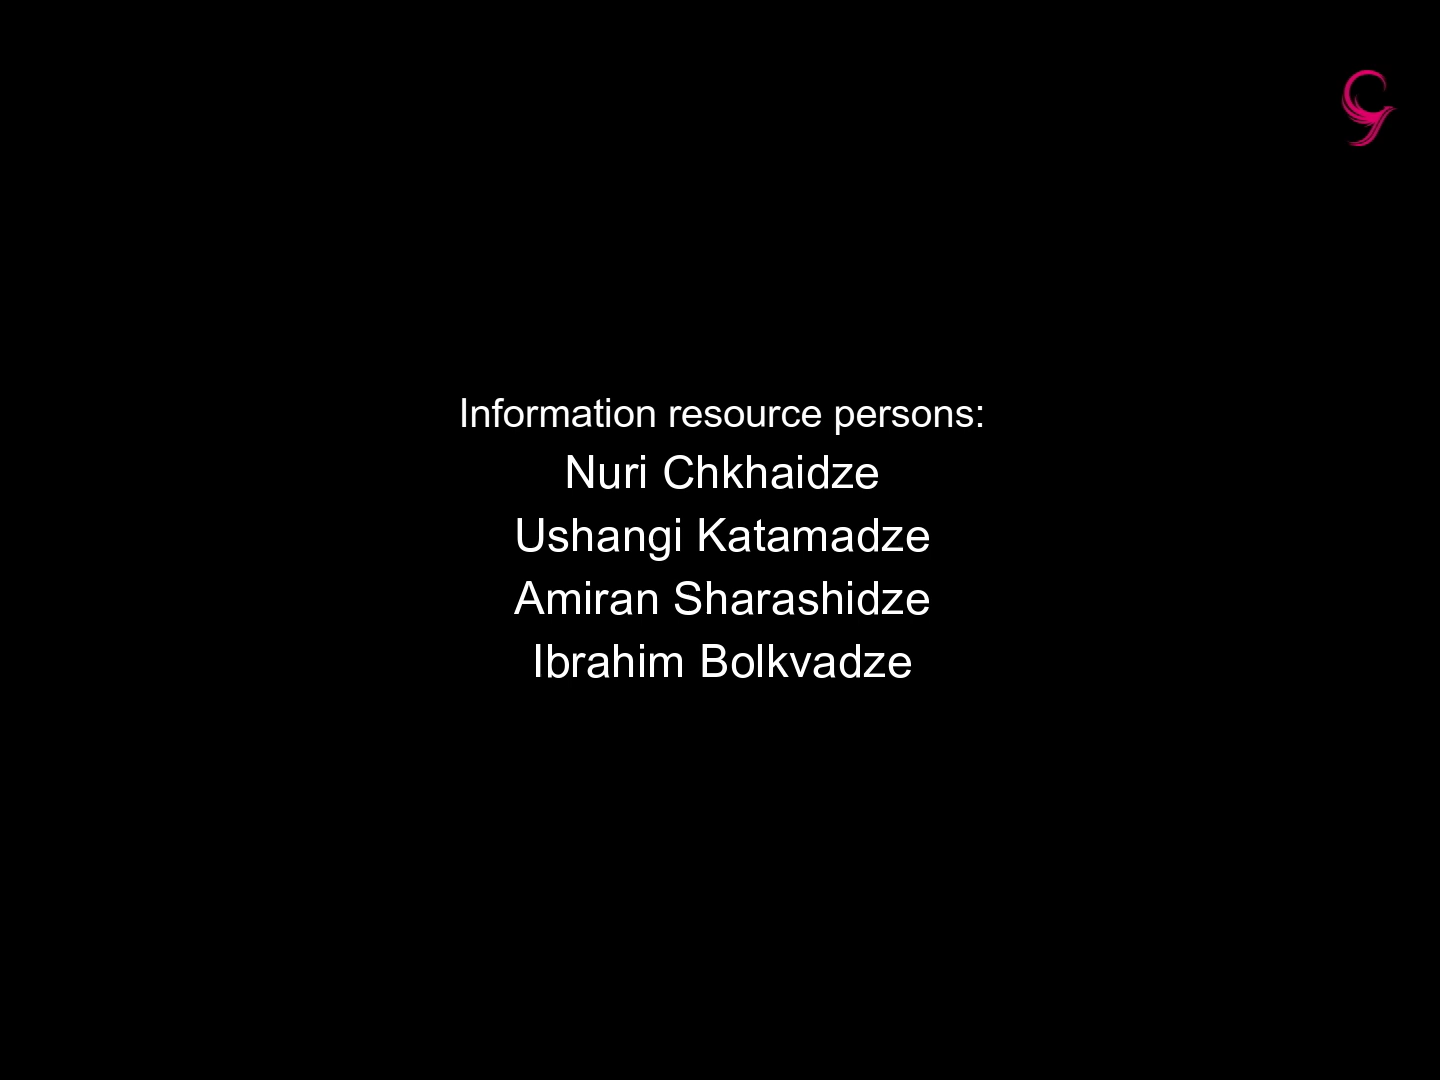 Information resource persons:
Nuri Chkhaidze
Ushangi Katamadze
Amiran Sharashidze
Ibrahim Bolkvadze